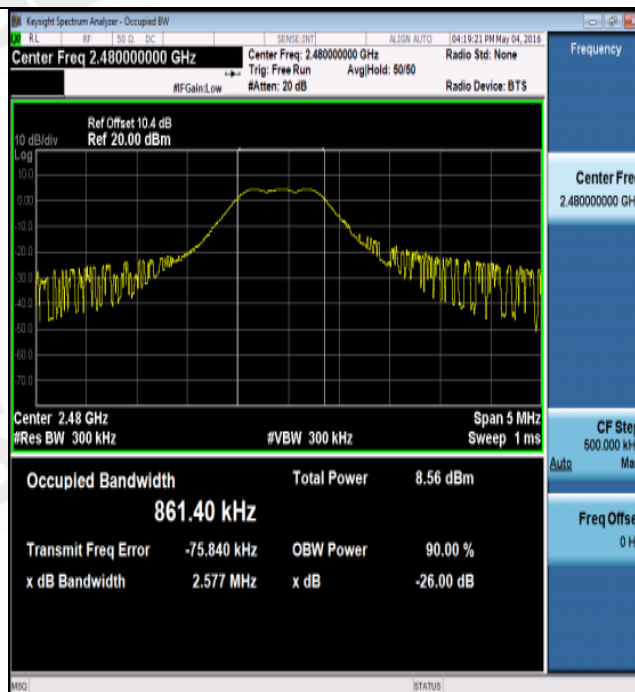 Keysight Spectrum Analyzer - Occupied BW
RL RF 50 Ω DC SENSE:INT ALIGN AUTO 04:19:21 PM May 04, 2016
Center Freq 2.480000000 GHz
Center Freq: 2.480000000 GHz
Radio Std: None
Trig: Free Run Avg|Hold: 50/50
#IFGain:Low #Atten: 20 dB Radio Device: BTS
Frequency
Ref Offset 10.4 dB
10 dB/div Ref 20.00 dBm
Log
10.0
0.00
-10.0
-20.0
-30.0
-40.0
-50.0
-60.0
-70.0
Center Fre
2.480000000 GH
Center 2.48 GHz Span 5 MHz
#Res BW 300 kHz #VBW 300 kHz Sweep 1 ms
CF Step
500.000 kH
Auto Ma
Occupied Bandwidth Total Power 8.56 dBm
861.40 kHz
Transmit Freq Error -75.840 kHz OBW Power 90.00 %
x dB Bandwidth 2.577 MHz x dB -26.00 dB
Freq Offse
0 H
MSG STATUS